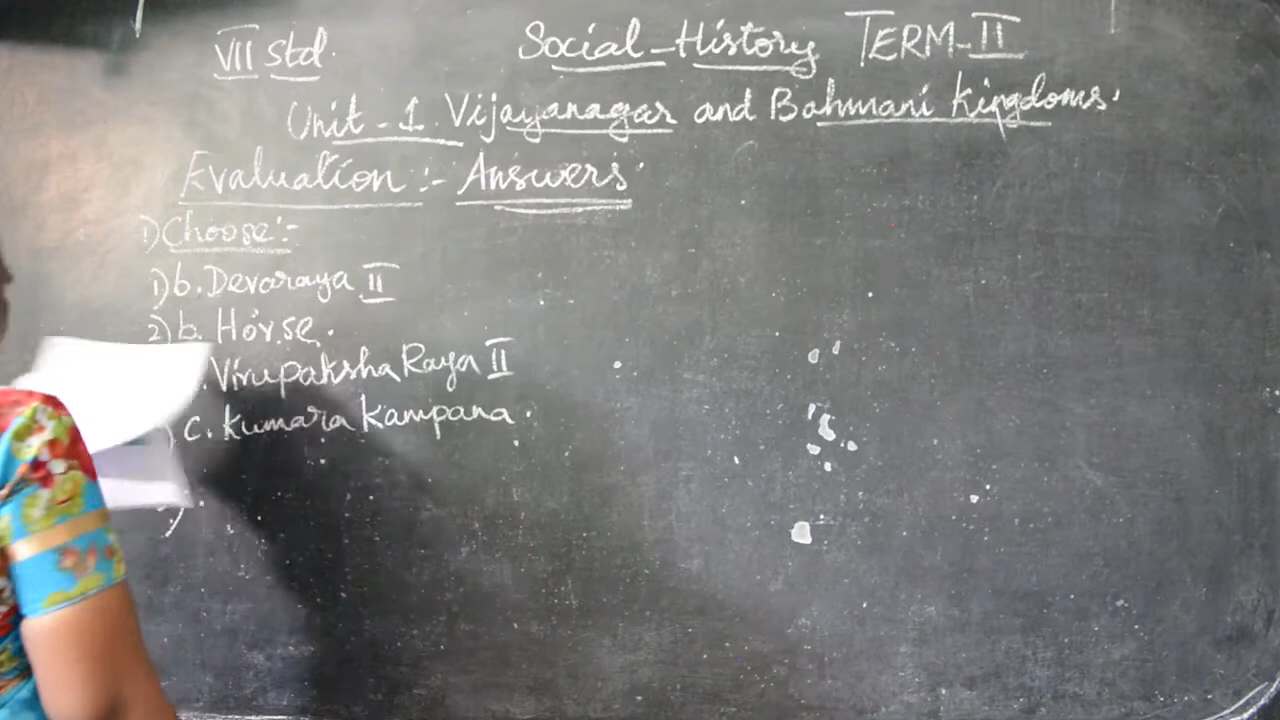 VII Std. Social-History TERM-II
Unit - 1. Vijayanagar and Bahmani Kingdoms.
Evaluation :- Answers
1) Choose:-
1) b. Devaraya II
2) b. Horse.
. Virupaksha Raya II
) c. Kumara Kampana.
)